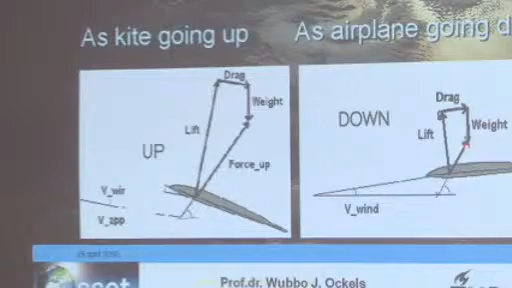 As kite going up
As airplane going d
Drag
Weight
Lift
UP
Force_up
V_wir
V_app
DOWN
Drag
Lift
Weight
V_wind
Prof.dr. Wubbo J. Ockels